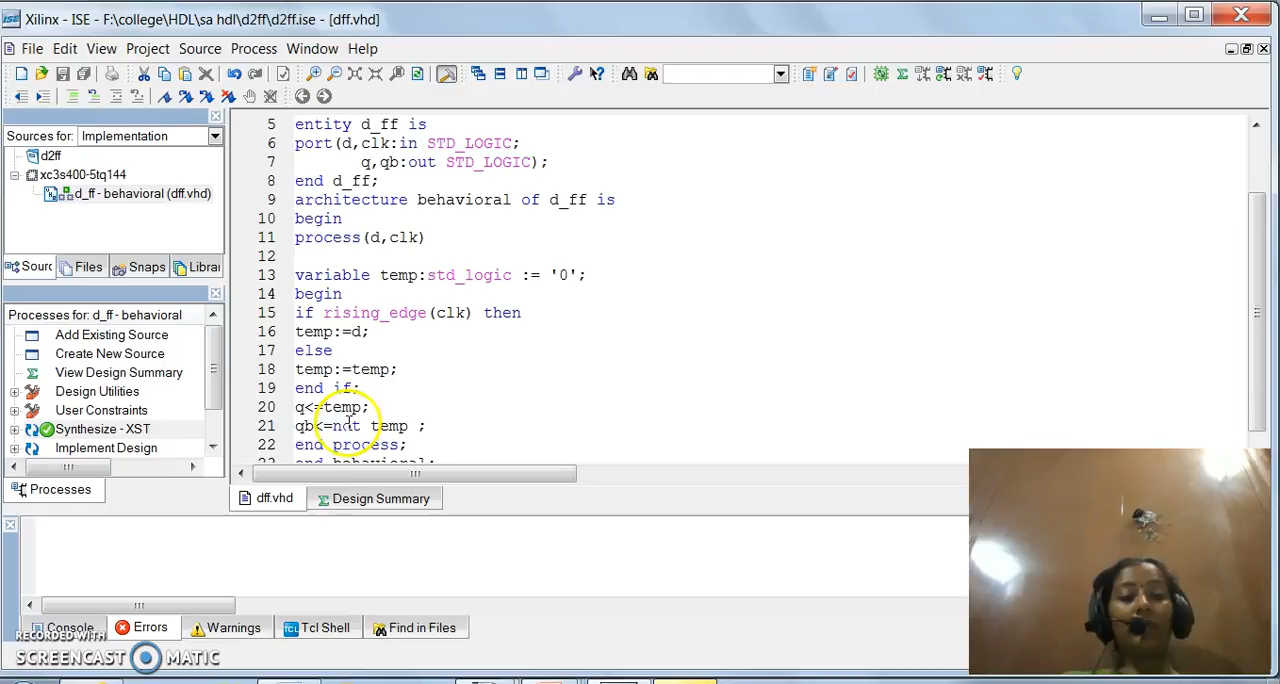 Xilinx - ISE - F:\college\HDL\sa hdl\d2ff\d2ff.ise - [dff.vhd]
File Edit View Project Source Process Window Help
Sources for: Implementation
d2ff
xc3s400-5tq144
d_ff - behavioral (dff.vhd)
Sourc Files Snaps Librar
Processes for: d_ff - behavioral
Add Existing Source
Create New Source
View Design Summary
Design Utilities
User Constraints
Synthesize - XST
Implement Design
Processes
5 entity d_ff is
6 port(d,clk:in STD_LOGIC;
7 q,qb:out STD_LOGIC);
8 end d_ff;
9 architecture behavioral of d_ff is
10 begin
11 process(d,clk)
12
13 variable temp:std_logic := '0';
14 begin
15 if rising_edge(clk) then
16 temp:=d;
17 else
18 temp:=temp;
19 end if;
20 q<=temp;
21 qb<=not temp ;
22 end process;
end behavioral;
dff.vhd Design Summary
Console Errors Warnings Tcl Shell Find in Files
RECORDED WITH
SCREENCAST MATIC